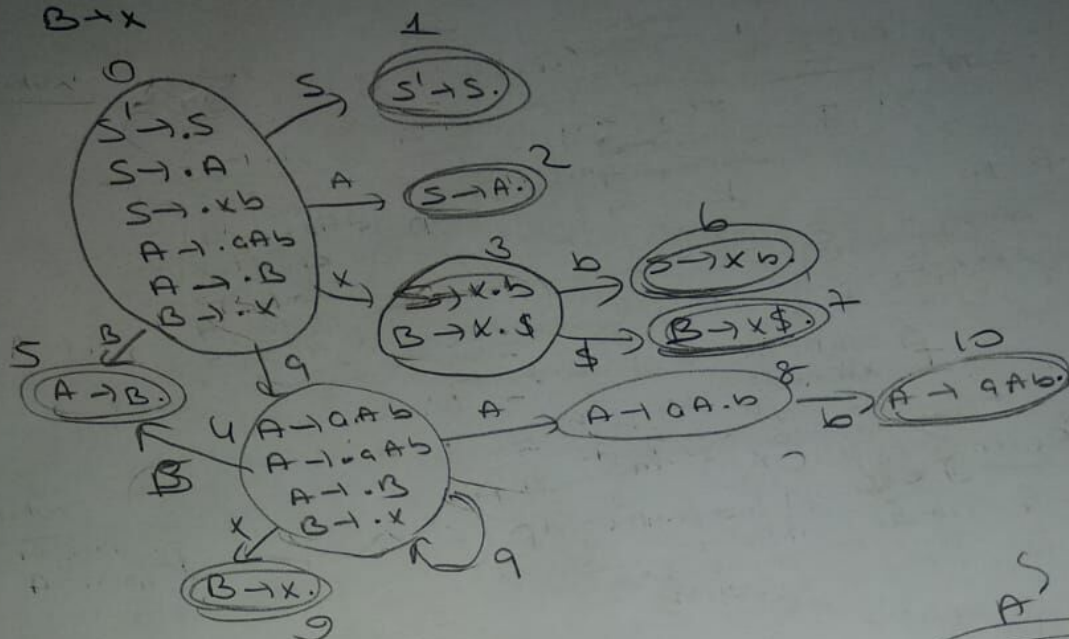 B→x
0
S'→.S
S→.A
S→.xb
A→.aAb
A→.B
B→.x
S
1
S'→S.
A
S→A.
2
x
3
S→x.b
B→x.$
b
6
S→xb.
$
B→x$.
7
B
5
A→B.
a
4
A→a.Ab
A→.aAb
A→.B
B→.x
B
A
8
A→aA.b
b
10
A→aAb.
x
B→x.
9
a
A